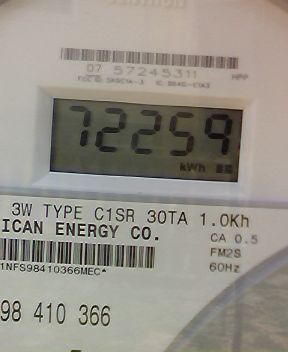 07 57245311 HPP
72259
kWh
3W TYPE C1SR 30TA 1.0Kh
ICAN ENERGY CO.
CA 0.5
FM2S
60Hz
1NFS98410366MEC*
98 410 366